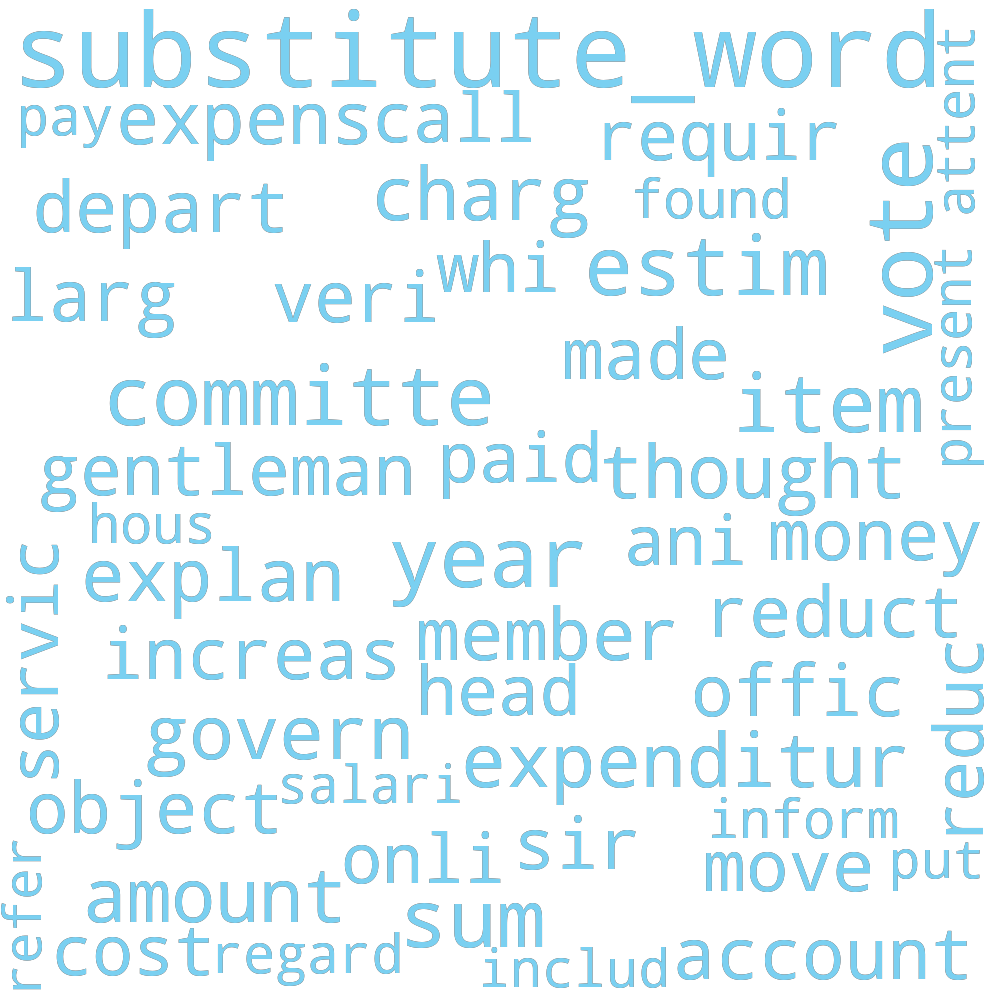 substitute_word
pay expens call
requir
attent
vote
depart
charg
found
larg
veri
whi
estim
present
made
committe
item
gentleman
paid
thought
hous
ani
money
explan
year
servic
increas
member
reduct
head
offic
reduc
govern
expenditur
salari
object
inform
onli
sir
move
put
refer
amount
sum
cost
regard
includ
account